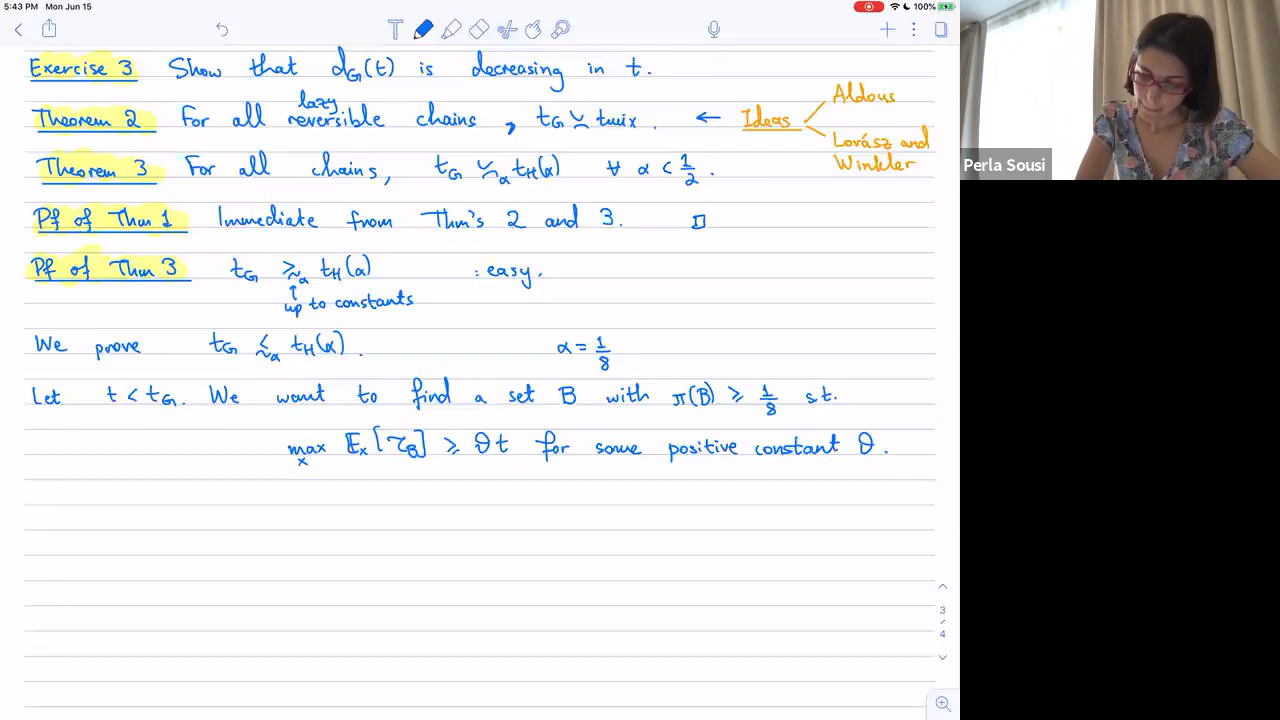 5:43 PM Mon Jun 15
100%
Exercise 3 Show that d_G(t) is decreasing in t.
Theorem 2 For all lazy reversible chains, t_G ≍ tmix. ← Ideas
Aldous
Lovász and
Winkler
Theorem 3 For all chains, t_G ≍_α t_H(α) ∀ α < 1/2.
Pf of Thm 1 Immediate from Thm's 2 and 3. □
Pf of Thm 3 t_G ≳_α t_H(α) : easy.
↑
up to constants
We prove t_G ≲_α t_H(α). α = 1/8
Let t < t_G. We want to find a set B with π(B) ≥ 1/8 s.t.
max_x 𝔼_x[τ_B] ≥ θt for some positive constant θ.
Perla Sousi
3
/
4